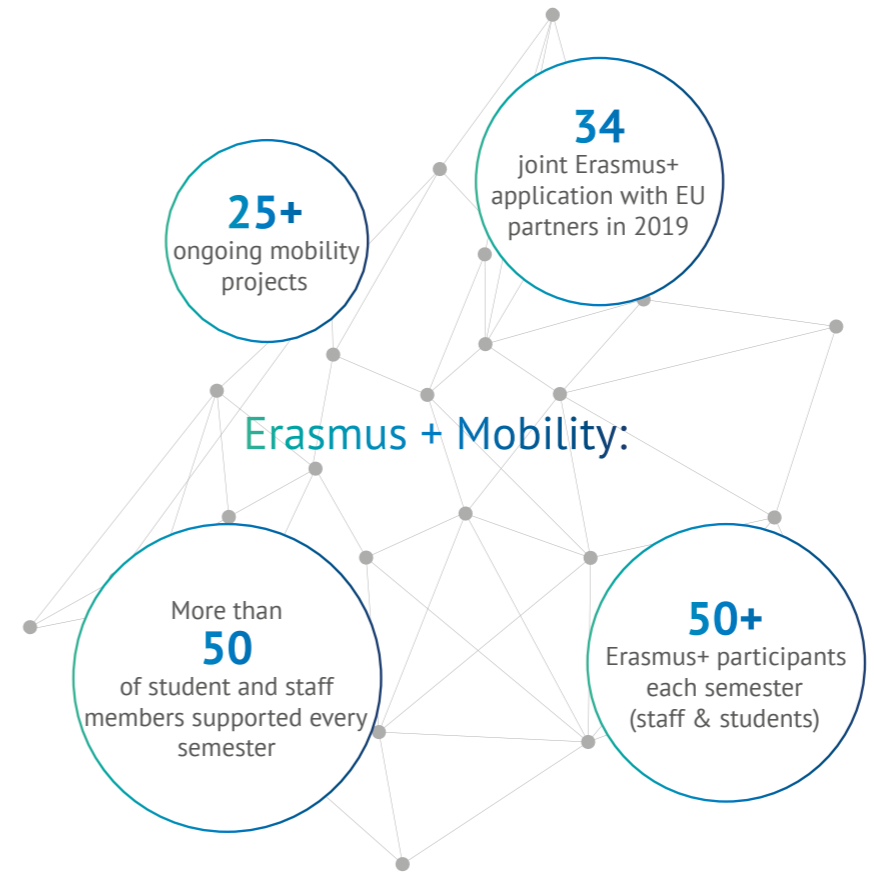 34
joint Erasmus+
application with EU
partners in 2019
25+
ongoing mobility
projects
Erasmus + Mobility:
More than
50
of student and staff
members supported every
semester
50+
Erasmus+ participants
each semester
(staff & students)